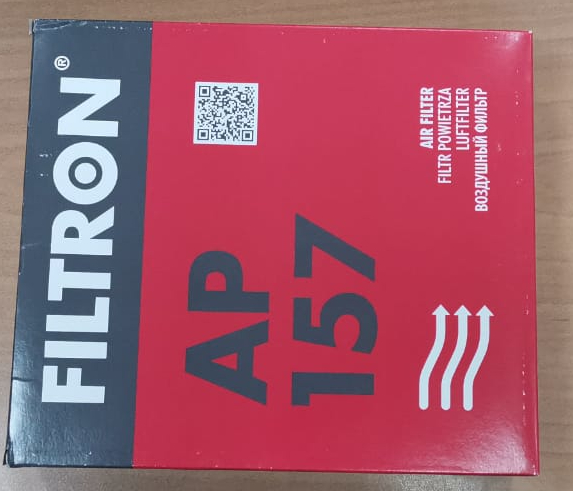 FILTRON®
AP
157
AIR FILTER
FILTR POWIETRZA
LUFTFILTER
ВОЗДУШНЫЙ ФИЛЬТР